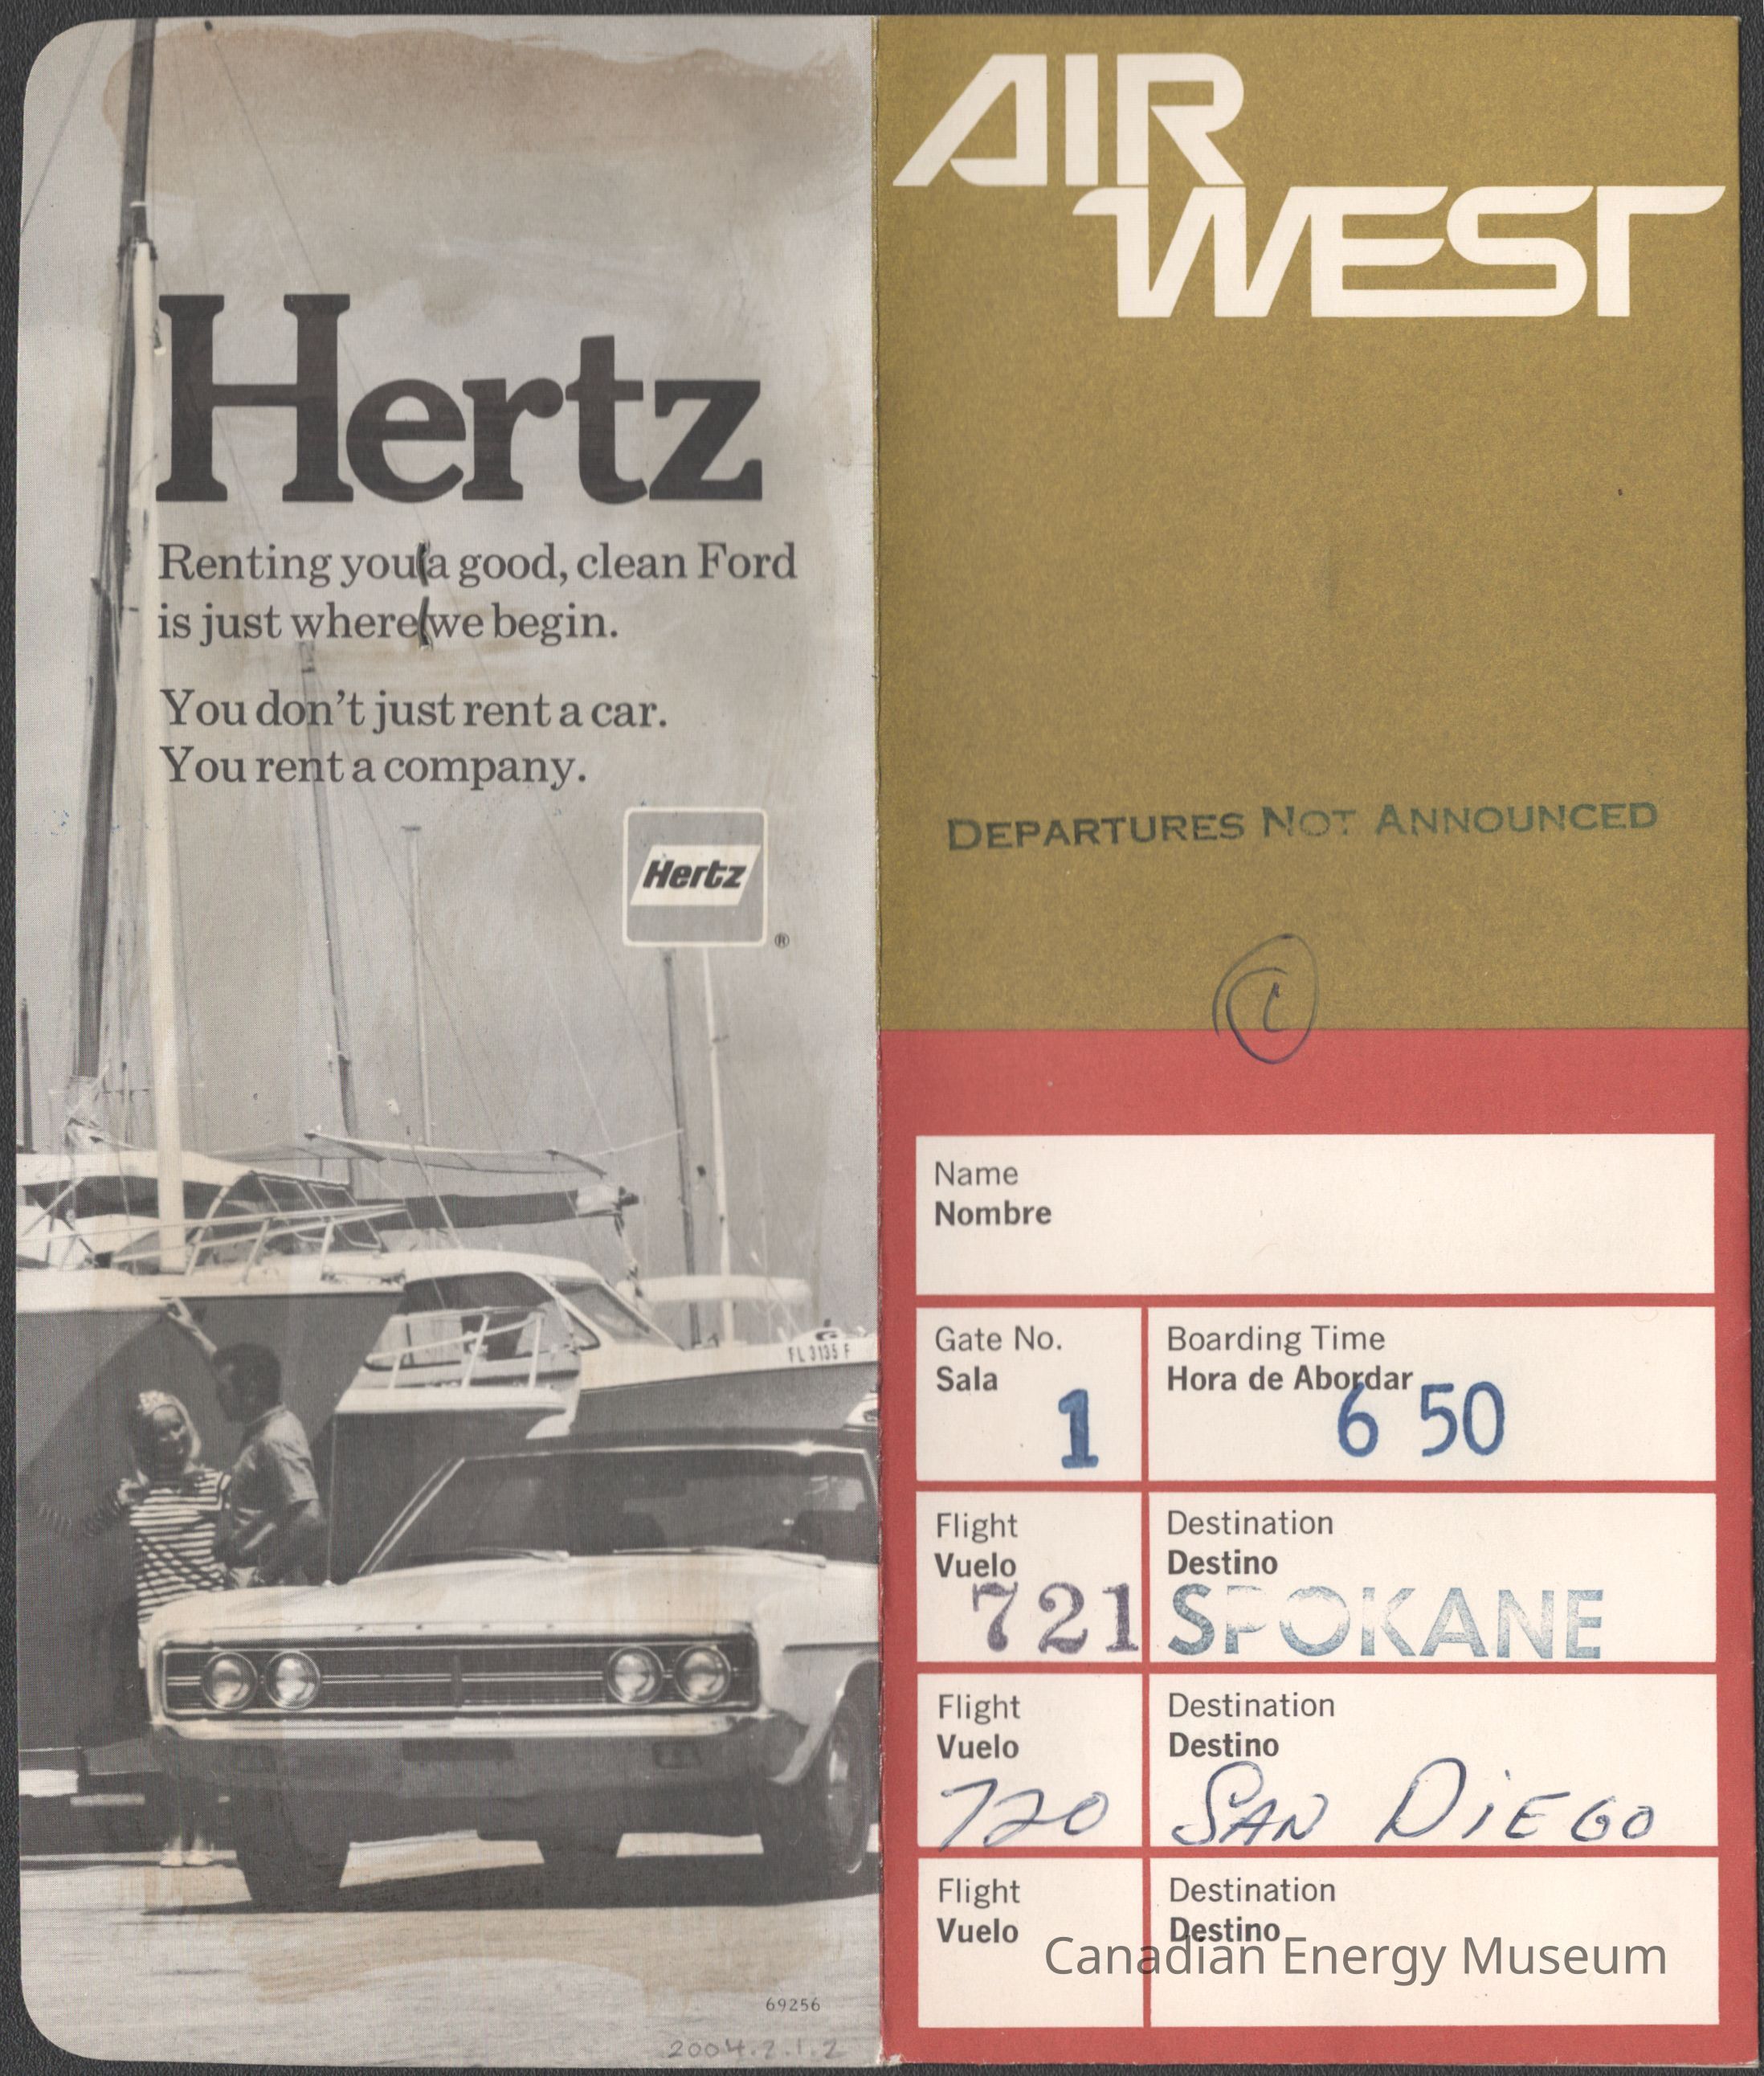 Hertz
Renting you a good, clean Ford
is just where we begin.
You don't just rent a car.
You rent a company.
Hertz
®
FL 3135 F
69256
2004.2.1.2
AIR
WEST
DEPARTURES NOT ANNOUNCED
Name
Nombre
Gate No.
Sala
1
Boarding Time
Hora de Abordar
6 50
Flight
Vuelo
721
Destination
Destino
SPOKANE
Flight
Vuelo
720
Destination
Destino
SAN DIEGO
Flight
Vuelo
Destination
Destino
Canadian Energy Museum